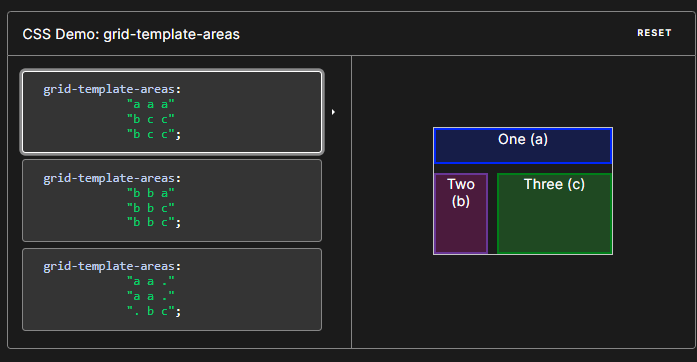 CSS Demo: grid-template-areas
RESET
grid-template-areas:
"a a a"
"b c c"
"b c c";
grid-template-areas:
"b b a"
"b b c"
"b b c";
grid-template-areas:
"a a ."
"a a ."
". b c";
One (a)
Two
(b)
Three (c)